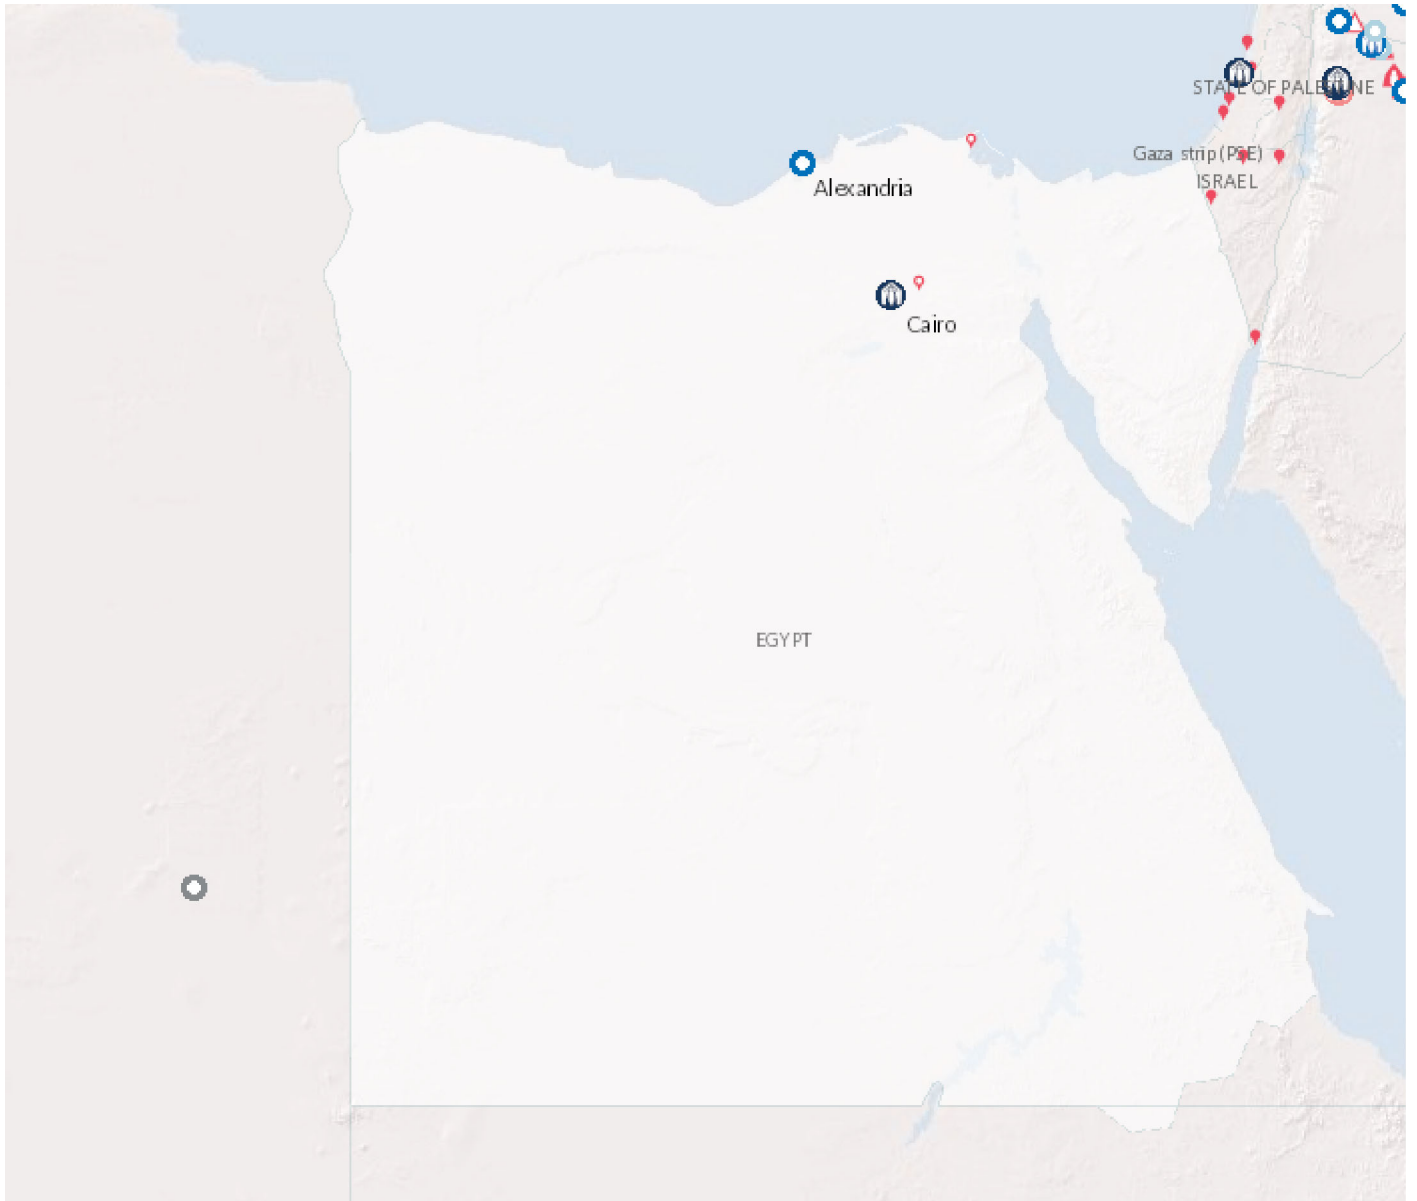 STATE OF PALESTINE
Gaza strip (PSE)
ISRAEL
Alexandria
Cairo
EGYPT